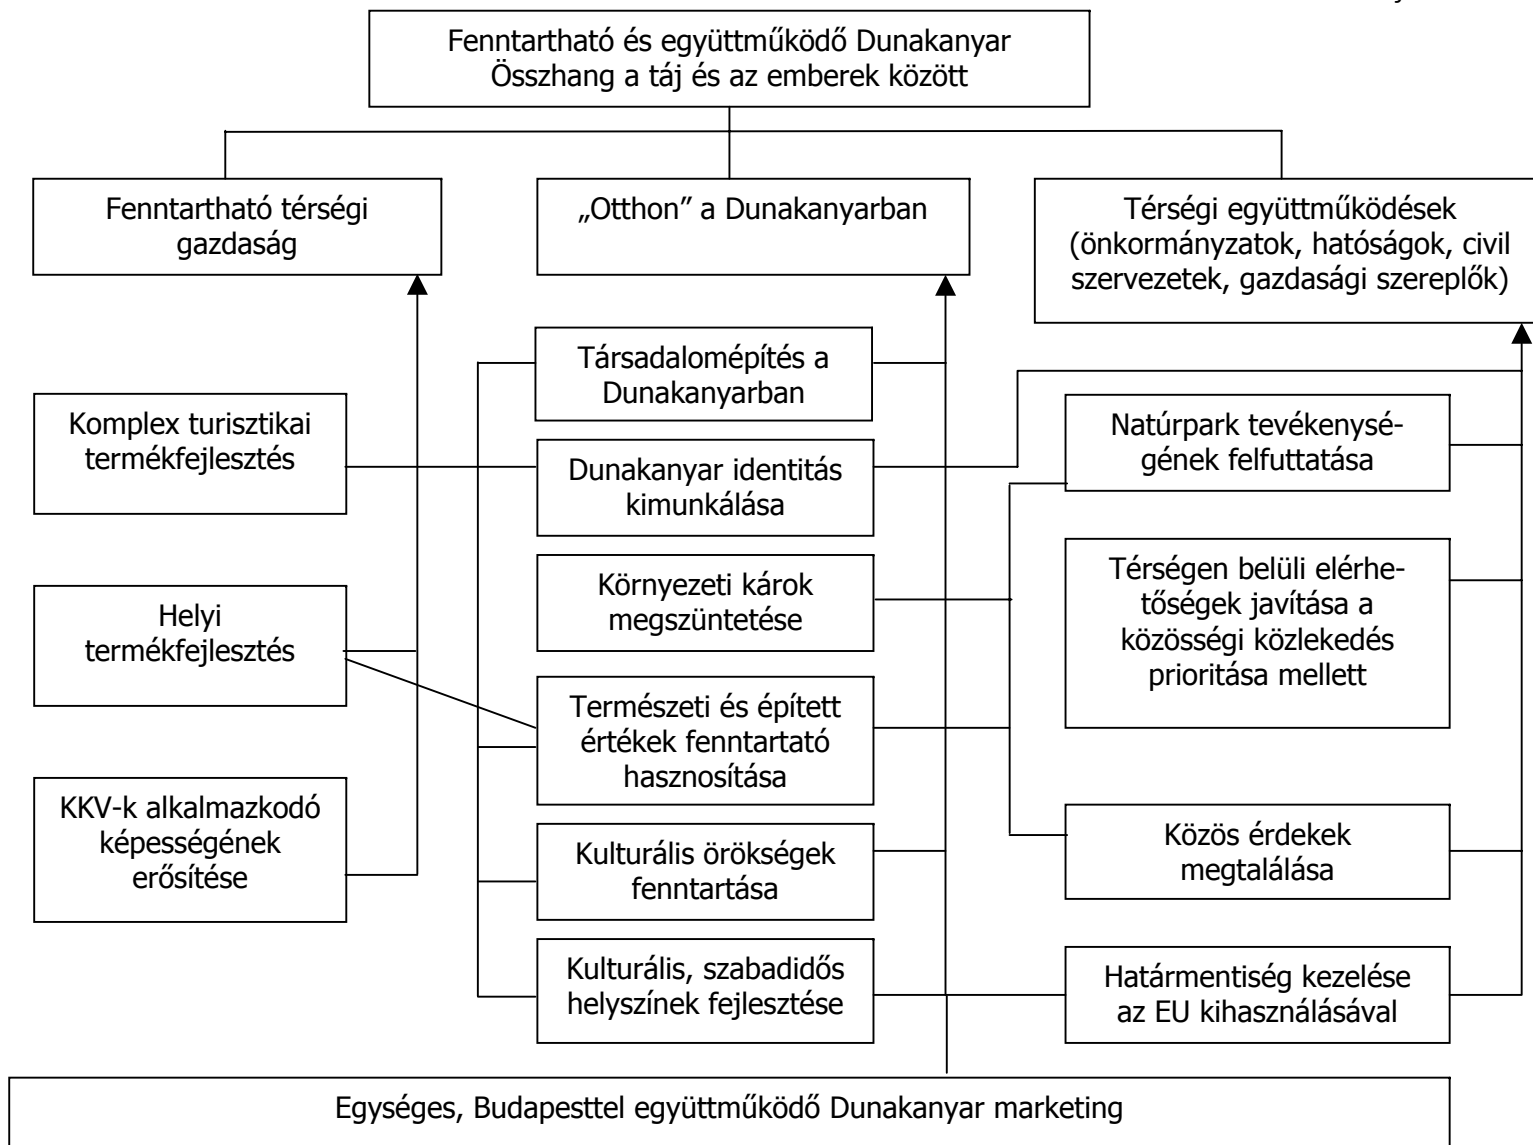 Fenntartható és együttműködő Dunakanyar
Összhang a táj és az emberek között
Fenntartható térségi
gazdaság
„Otthon” a Dunakanyarban
Térségi együttműködések
(önkormányzatok, hatóságok, civil
szervezetek, gazdasági szereplők)
Komplex turisztikai
termékfejlesztés
Helyi
termékfejlesztés
KKV-k alkalmazkodó
képességének
erősítése
Társadalomépítés a
Dunakanyarban
Dunakanyar identitás
kimunkálása
Környezeti károk
megszüntetése
Természeti és épített
értékek fenntartató
hasznosítása
Kulturális örökségek
fenntartása
Kulturális, szabadidős
helyszínek fejlesztése
Natúrpark tevékenysé-
gének felfuttatása
Térségen belüli elérhe-
tőségek javítása a
közösségi közlekedés
prioritása mellett
Közös érdekek
megtalálása
Határmentiség kezelése
az EU kihasználásával
Egységes, Budapesttel együttműködő Dunakanyar marketing